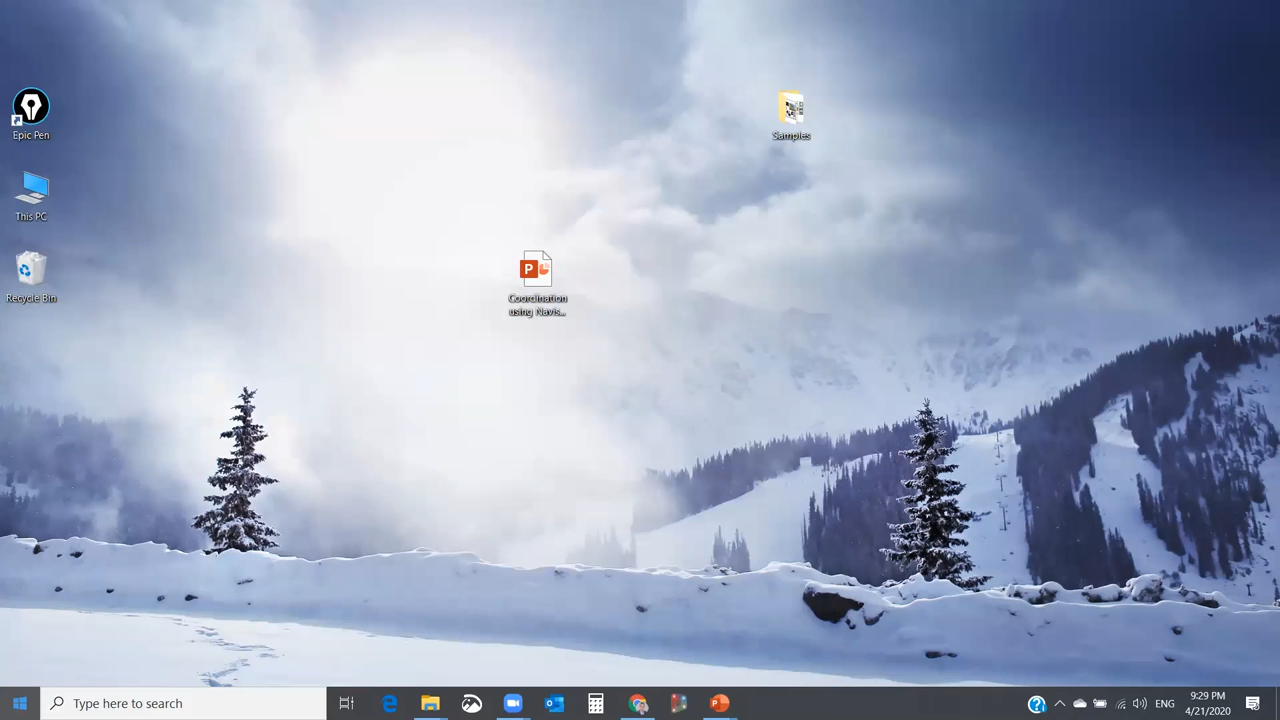 Epic Pen
This PC
Recycle Bin
Samples
P
Coordination
using Navis...
Type here to search
ENG
9:29 PM
4/21/2020